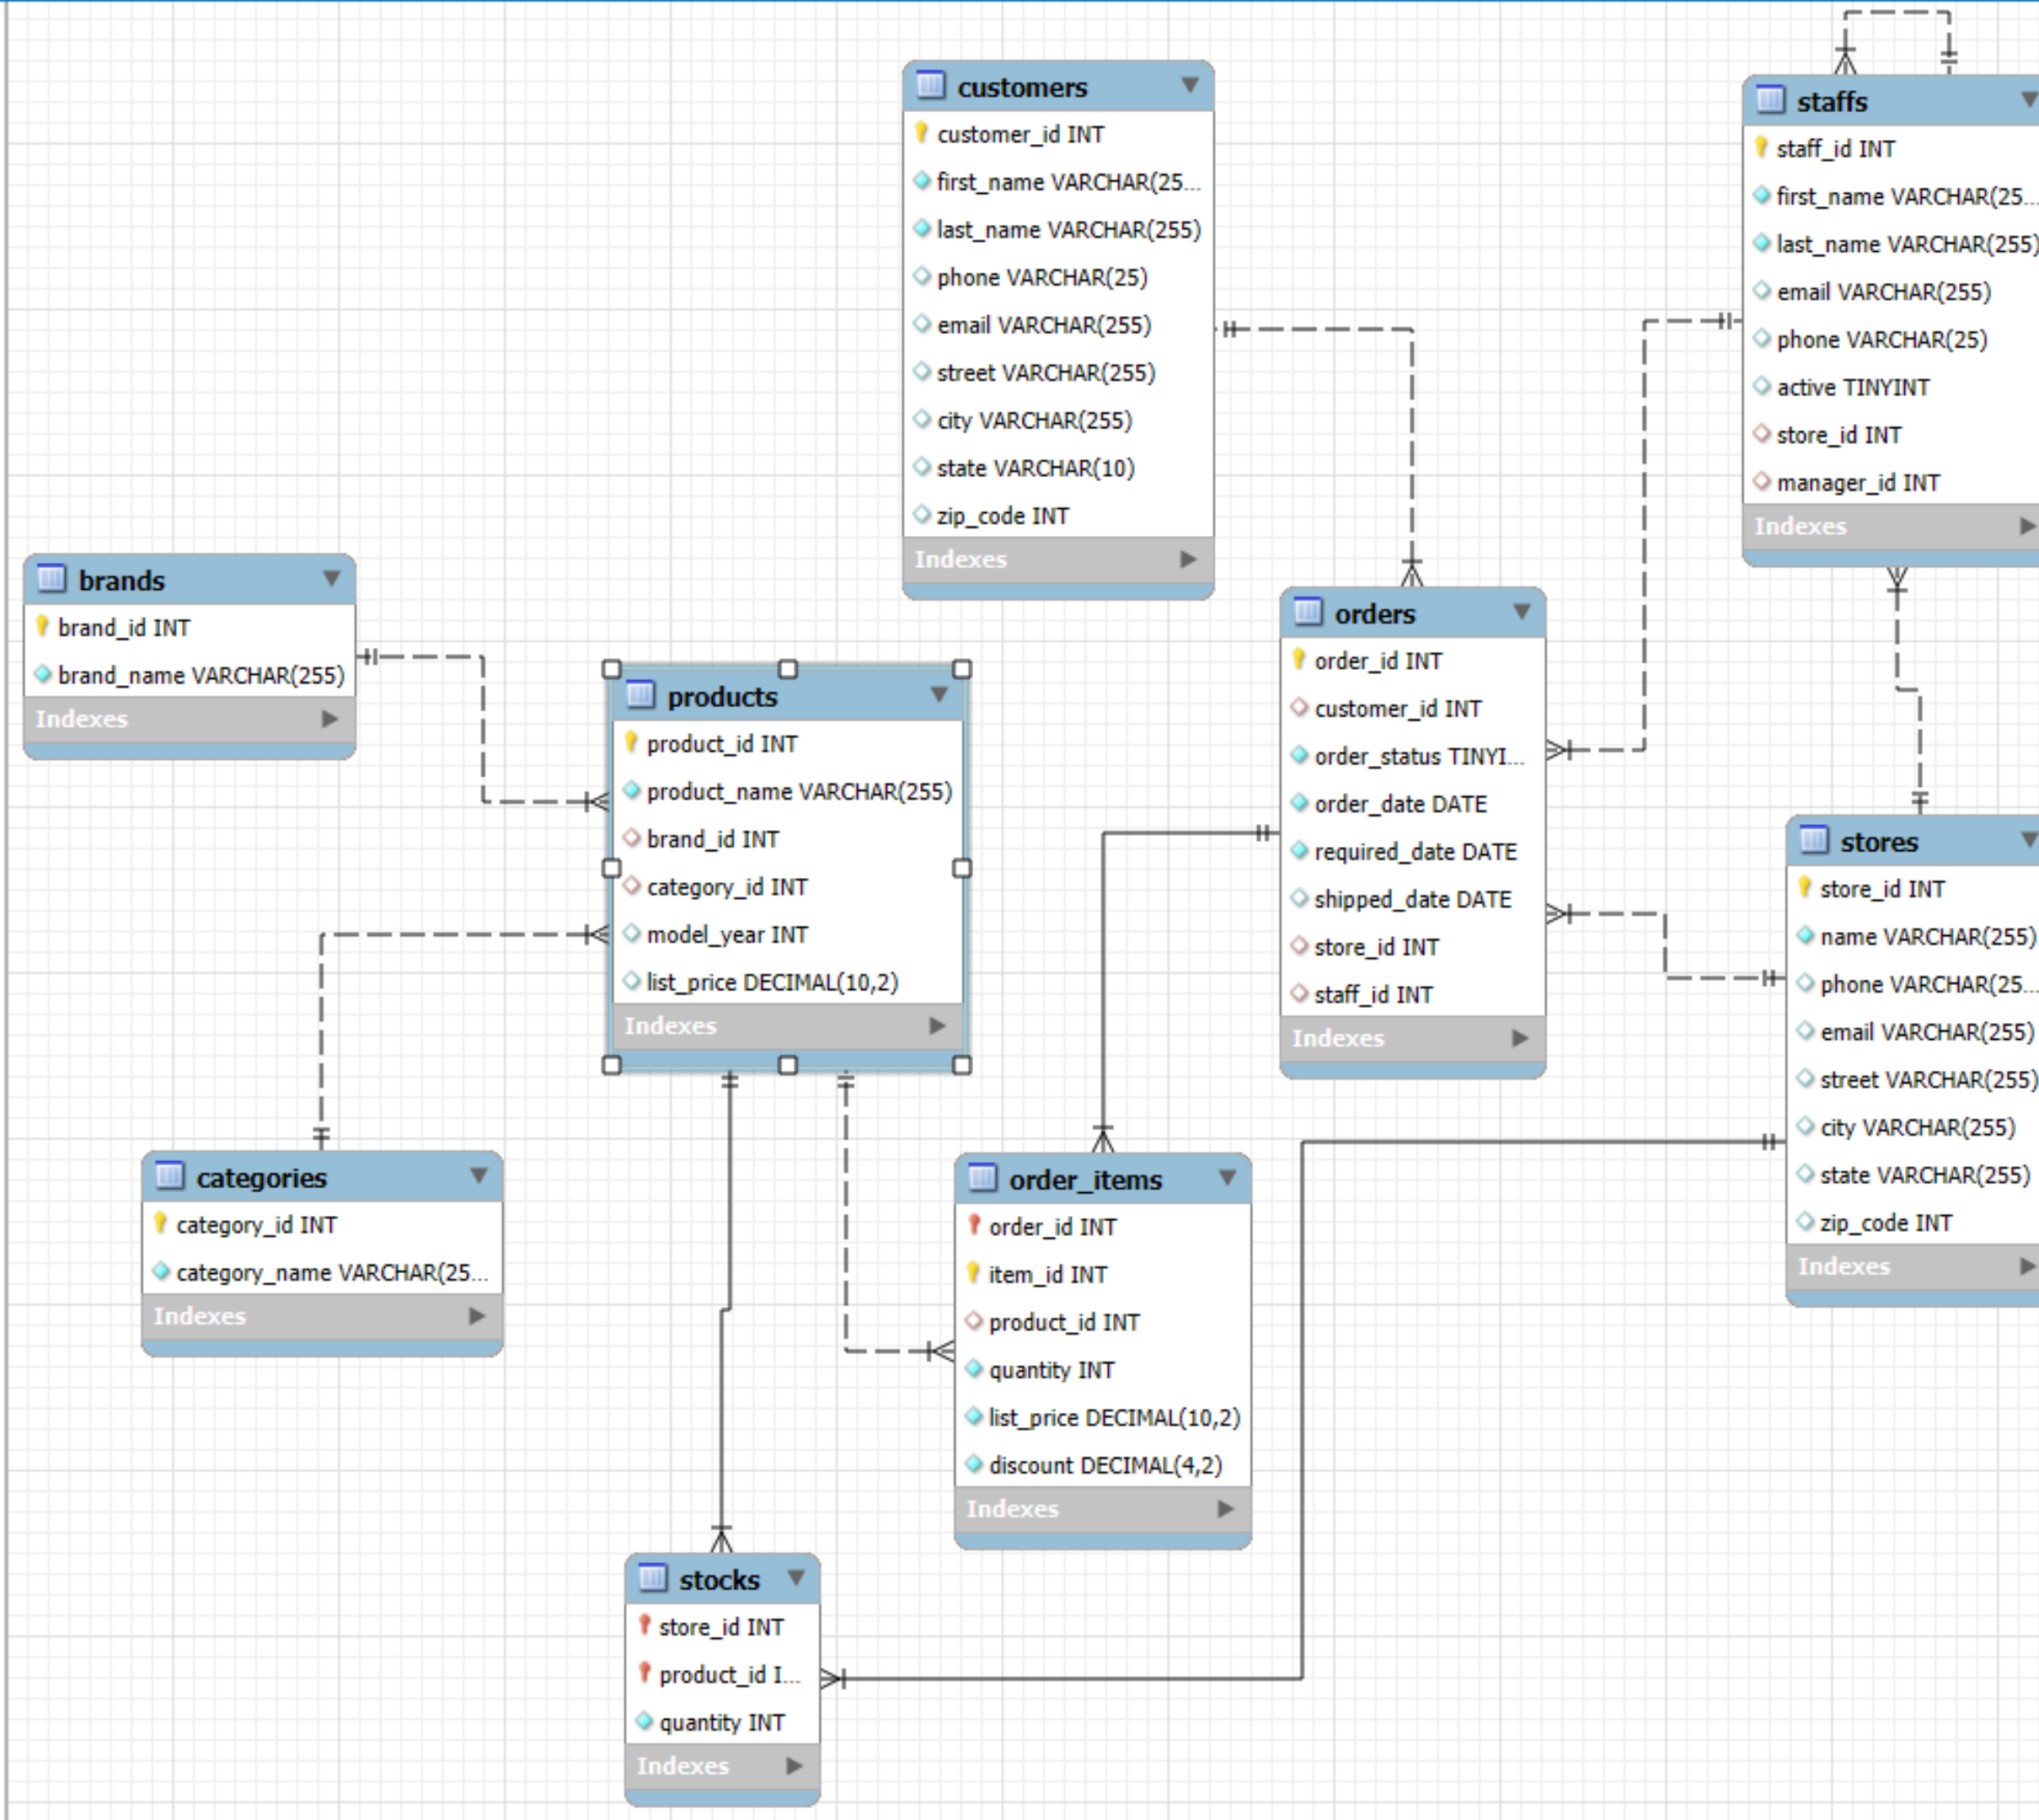 customers
customer_id INT
first_name VARCHAR(25...
last_name VARCHAR(255)
phone VARCHAR(25)
email VARCHAR(255)
street VARCHAR(255)
city VARCHAR(255)
state VARCHAR(10)
zip_code INT
Indexes
staffs
staff_id INT
first_name VARCHAR(25...
last_name VARCHAR(255)
email VARCHAR(255)
phone VARCHAR(25)
active TINYINT
store_id INT
manager_id INT
Indexes
brands
brand_id INT
brand_name VARCHAR(255)
Indexes
products
product_id INT
product_name VARCHAR(255)
brand_id INT
category_id INT
model_year INT
list_price DECIMAL(10,2)
Indexes
orders
order_id INT
customer_id INT
order_status TINYI...
order_date DATE
required_date DATE
shipped_date DATE
store_id INT
staff_id INT
Indexes
stores
store_id INT
name VARCHAR(255)
phone VARCHAR(25...
email VARCHAR(255)
street VARCHAR(255)
city VARCHAR(255)
state VARCHAR(255)
zip_code INT
Indexes
categories
category_id INT
category_name VARCHAR(25...
Indexes
order_items
order_id INT
item_id INT
product_id INT
quantity INT
list_price DECIMAL(10,2)
discount DECIMAL(4,2)
Indexes
stocks
store_id INT
product_id I...
quantity INT
Indexes